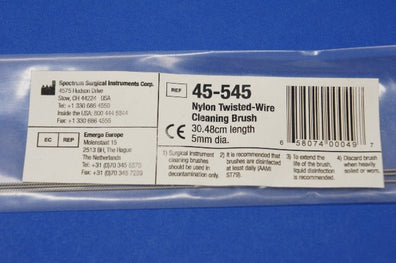 Spectrum Surgical Instruments Corp.
4575 Hudson Drive
Stow, OH 44224 USA
Tel: +1 330 686 4550
Inside the USA: 800 444 5644
Fax: +1 330 686 4555
EC REP
Emergo Europe
Molenstraat 15
2513 BH, The Hague
The Netherlands
Tel: +31 (0)70 345 8570
Fax: +31 (0)70 346 7299
REF
45-545
Nylon Twisted-Wire
Cleaning Brush
30.48cm length
5mm dia.
CE
6 58074 00049 7
1) Surgical Instrument
cleaning brushes
should be used in
decontamination only.
2) It is recommended that
brushes are disinfected
at least daily (AAMI
ST79).
3) To extend
the life of the
brush, liquid
disinfection is
recommended.
4) Discard brush
when heavily
soiled or worn.